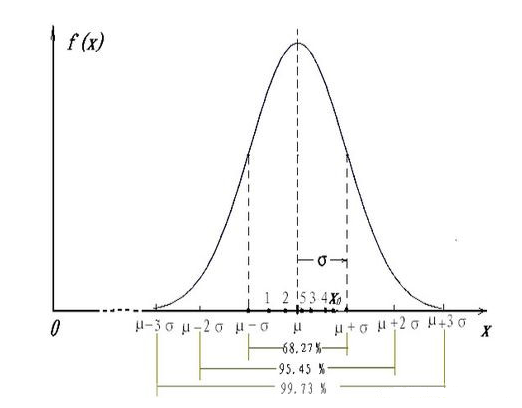 f(x)
σ
1 2 5 3 4 X₀
0 μ-3σ μ-2σ μ-σ μ μ+σ μ+2σ μ+3σ x
68.27%
95.45 %
99.73 %